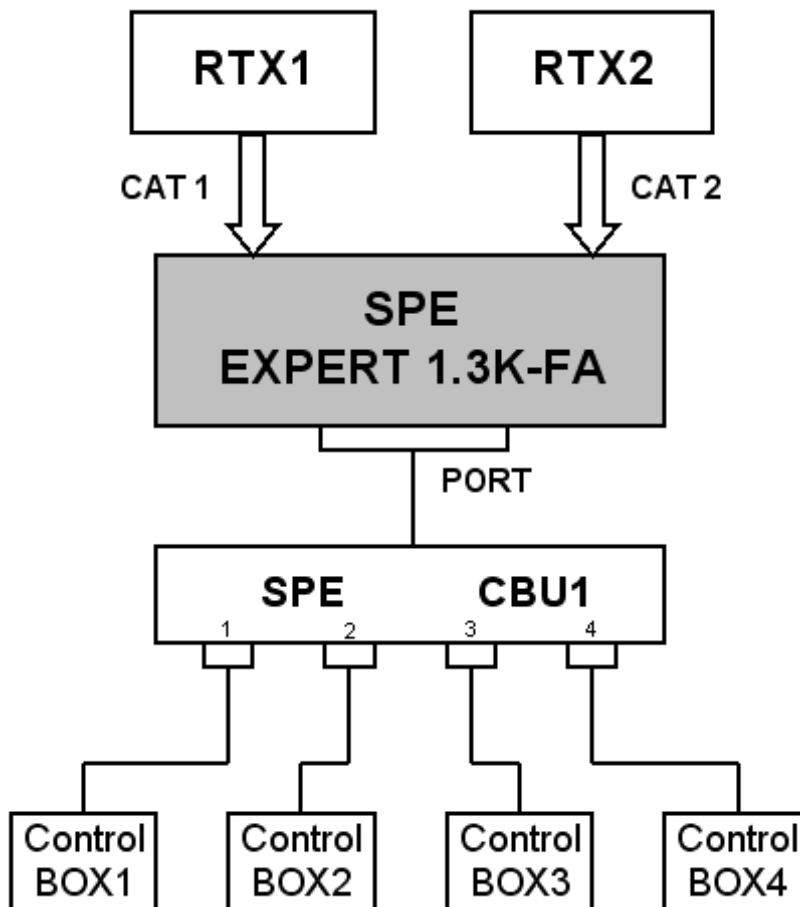 RTX1 RTX2
CAT 1 CAT 2
SPE
EXPERT 1.3K-FA
PORT
SPE CBU1
1 2 3 4
Control Control Control Control
BOX1 BOX2 BOX3 BOX4